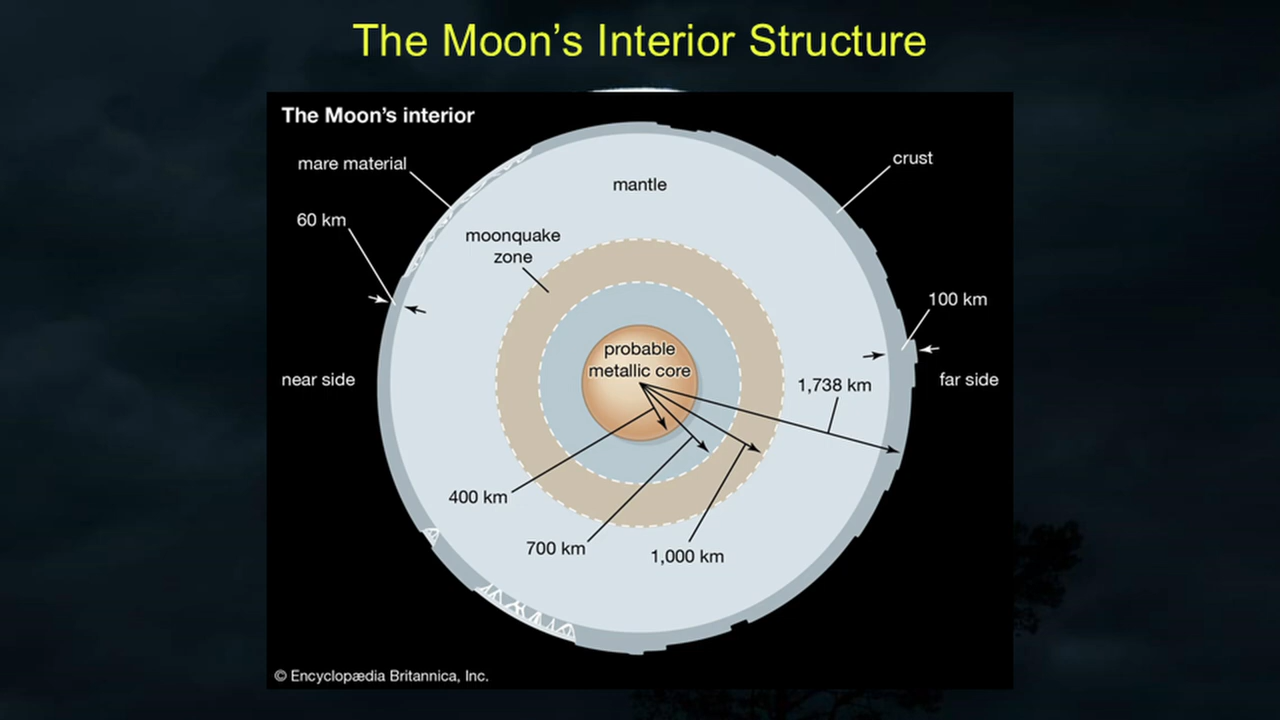 The Moon’s Interior Structure
The Moon’s interior
mare material
crust
mantle
60 km
moonquake
zone
100 km
probable
metallic core
near side
1,738 km
far side
400 km
700 km
1,000 km
© Encyclopædia Britannica, Inc.